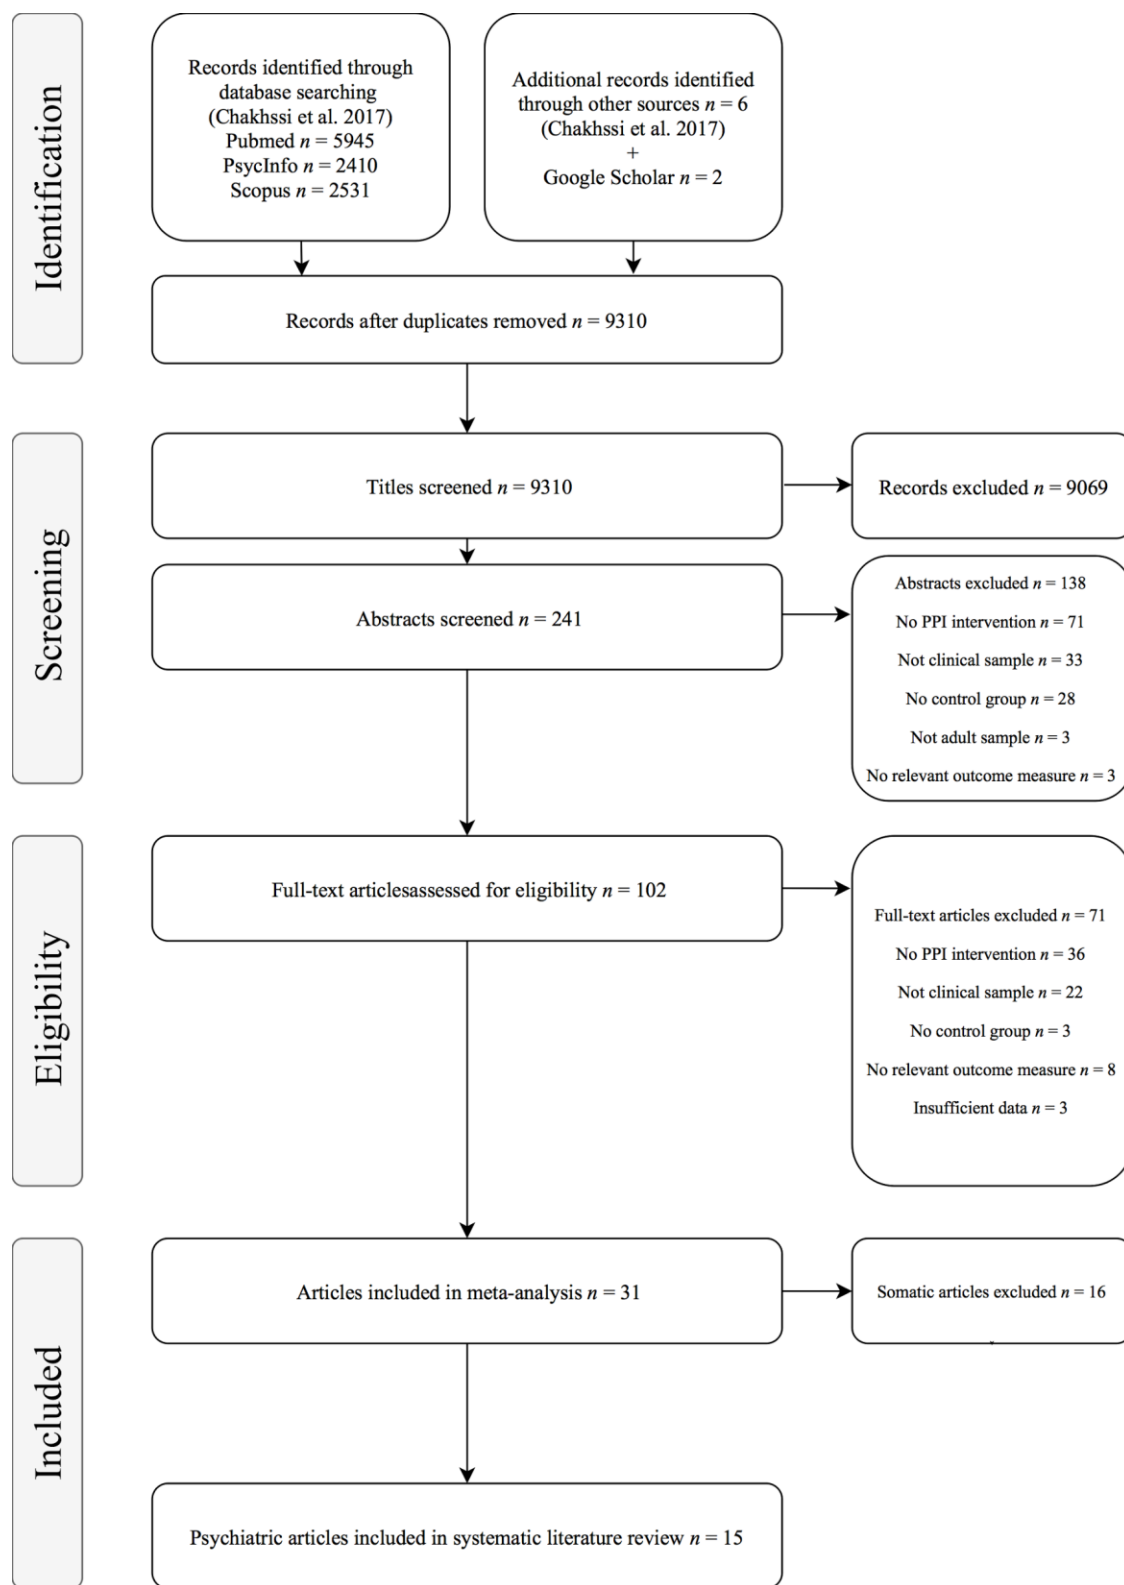 Identification
Records identified through
database searching
(Chakhssi et al. 2017)
Pubmed n = 5945
PsycInfo n = 2410
Scopus n = 2531
Additional records identified
through other sources n = 6
(Chakhssi et al. 2017)
+
Google Scholar n = 2
Records after duplicates removed n = 9310
Screening
Titles screened n = 9310
Records excluded n = 9069
Abstracts screened n = 241
Abstracts excluded n = 138
No PPI intervention n = 71
Not clinical sample n = 33
No control group n = 28
Not adult sample n = 3
No relevant outcome measure n = 3
Eligibility
Full-text articlesassessed for eligibility n = 102
Full-text articles excluded n = 71
No PPI intervention n = 36
Not clinical sample n = 22
No control group n = 3
No relevant outcome measure n = 8
Insufficient data n = 3
Included
Articles included in meta-analysis n = 31
Somatic articles excluded n = 16
Psychiatric articles included in systematic literature review n = 15